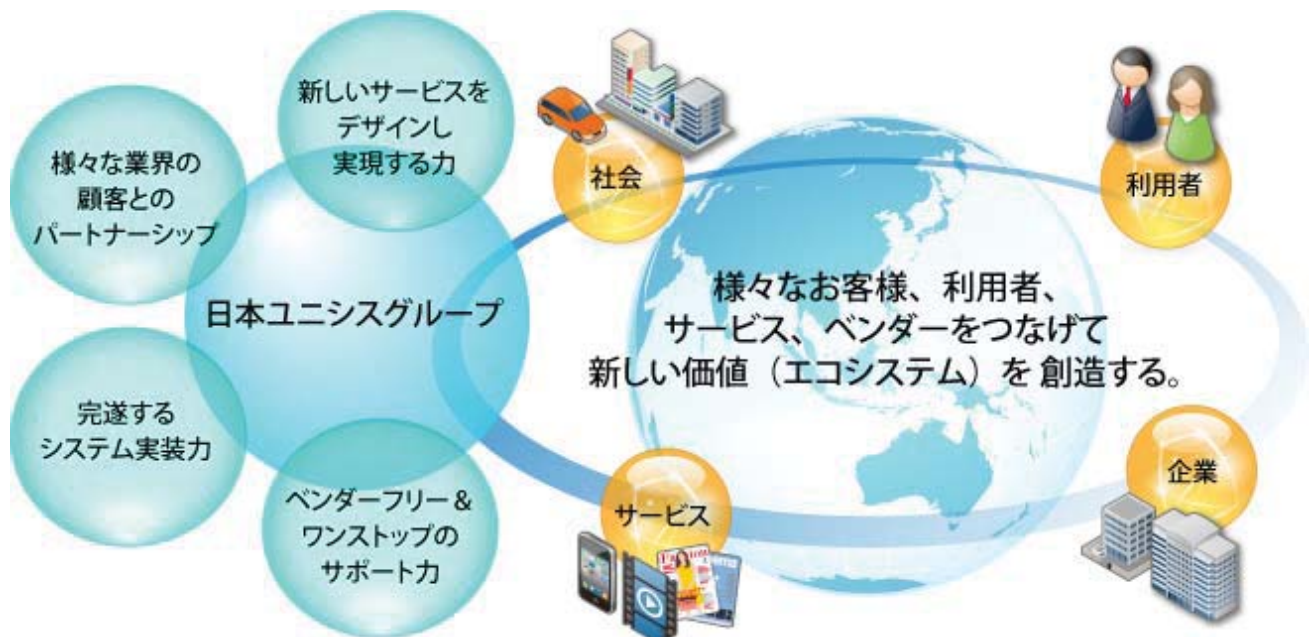 新しいサービスを
デザインし
実現する力
様々な業界の
顧客との
パートナーシップ
日本ユニシスグループ
完遂する
システム実装力
ベンダーフリー＆
ワンストップの
サポート力
社会
利用者
様々なお客様、利用者、
サービス、ベンダーをつなげて
新しい価値（エコシステム）を 創造する。
サービス
企業